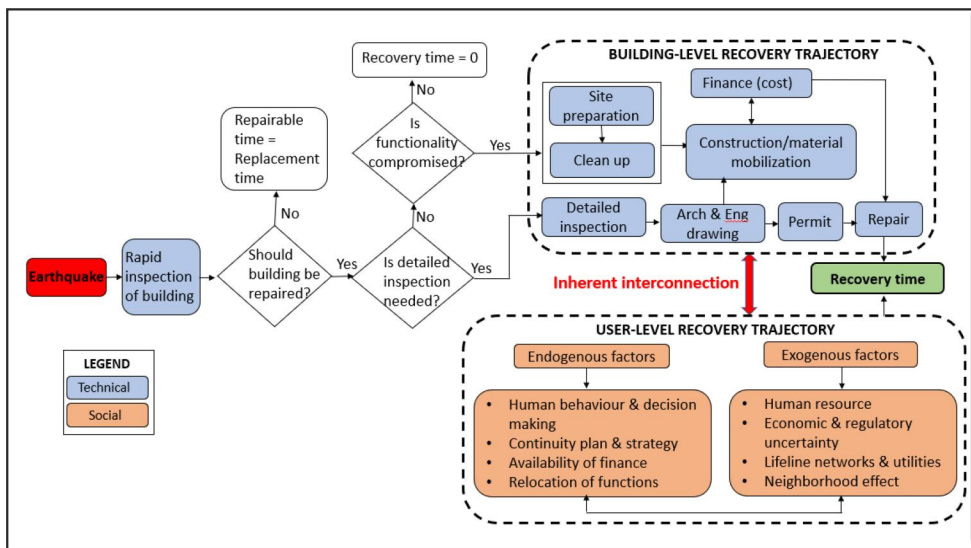 Recovery time = 0
BUILDING-LEVEL RECOVERY TRAJECTORY
No
Site
preparation
Clean up
Finance (cost)
Construction/material
mobilization
Repairable
time =
Replacement
time
Is
functionality
compromised?
Yes
No
No
Detailed
inspection
Arch & Eng
drawing
Permit
Repair
Earthquake
Rapid
inspection
of building
Should
building be
repaired?
Yes
Is detailed
inspection
needed?
Yes
Inherent interconnection
Recovery time
USER-LEVEL RECOVERY TRAJECTORY
Endogenous factors
Exogenous factors
LEGEND
Technical
Social
• Human behaviour & decision
making
• Continuity plan & strategy
• Availability of finance
• Relocation of functions
• Human resource
• Economic & regulatory
uncertainty
• Lifeline networks & utilities
• Neighborhood effect